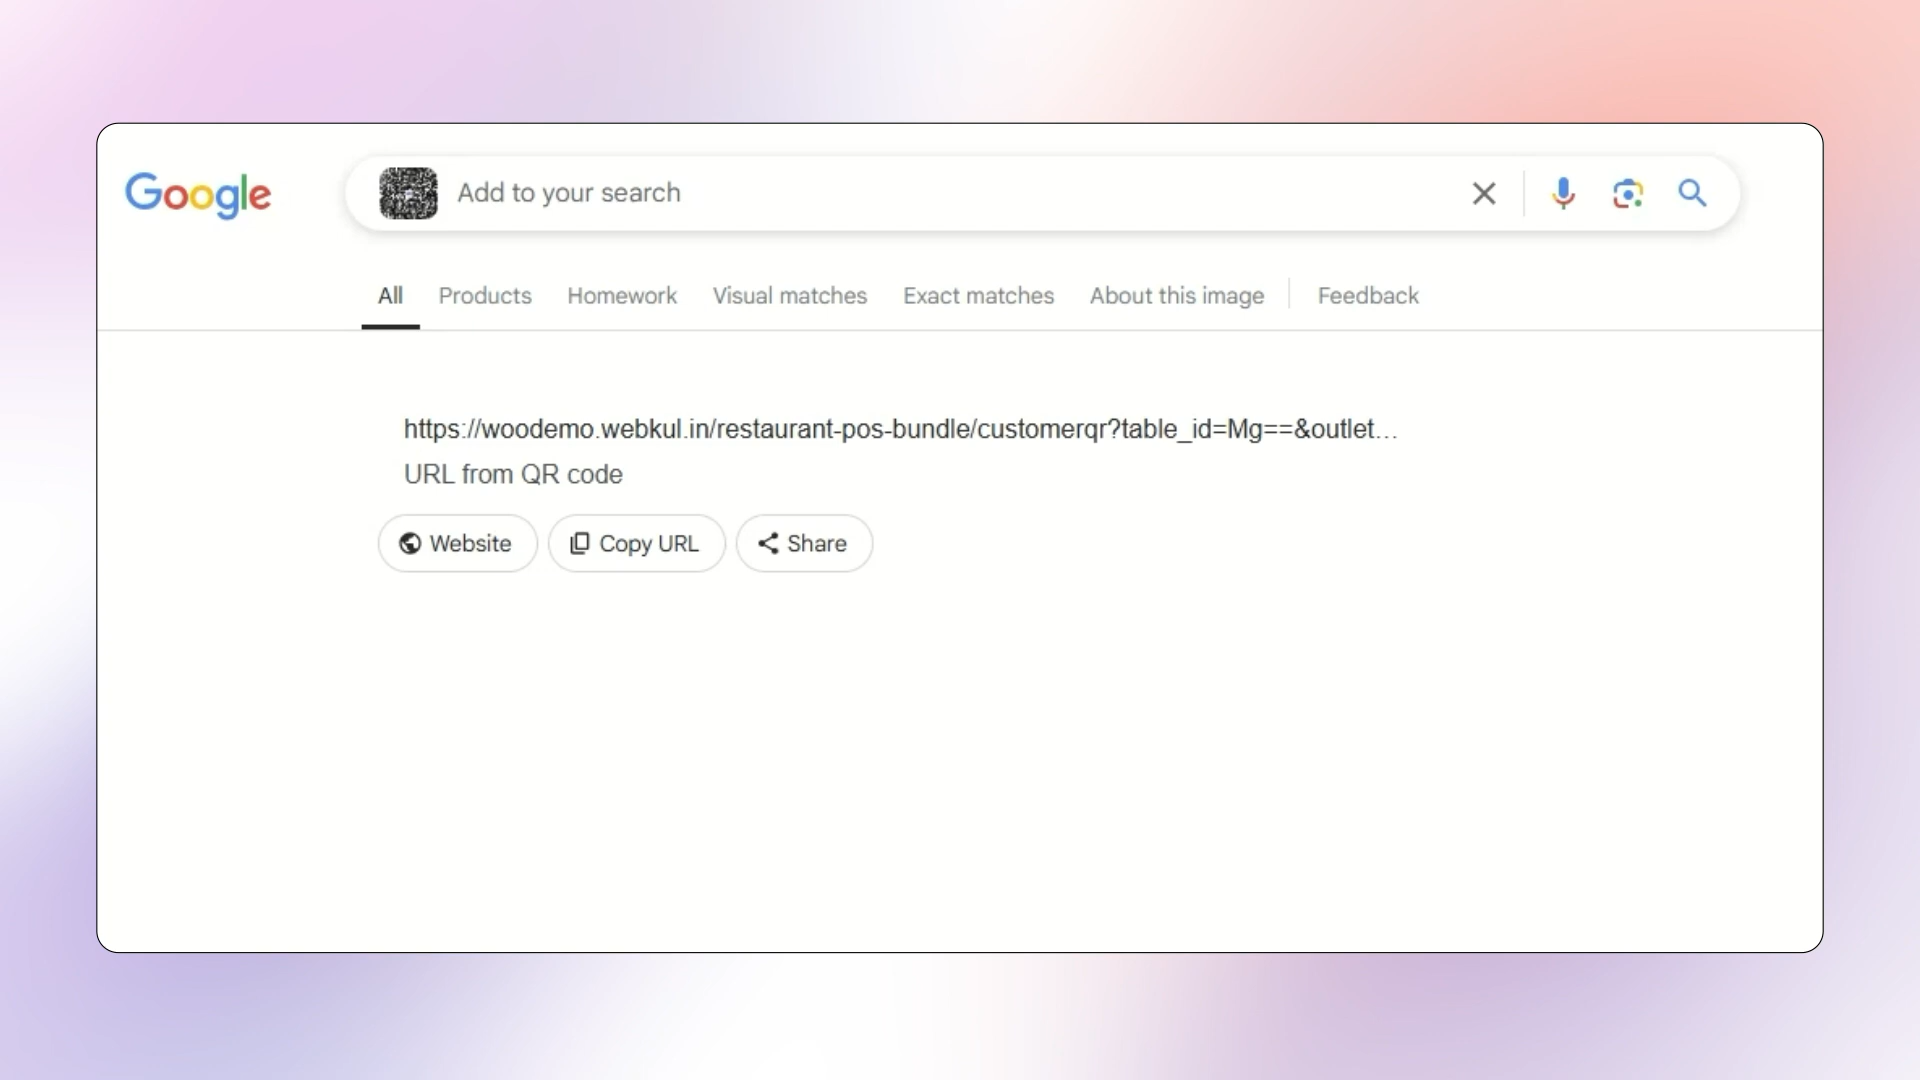 Google
Add to your search
All Products Homework Visual matches Exact matches About this image Feedback
https://woodemo.webkul.in/restaurant-pos-bundle/customerqr?table_id=Mg==&outlet...
URL from QR code
Website Copy URL Share